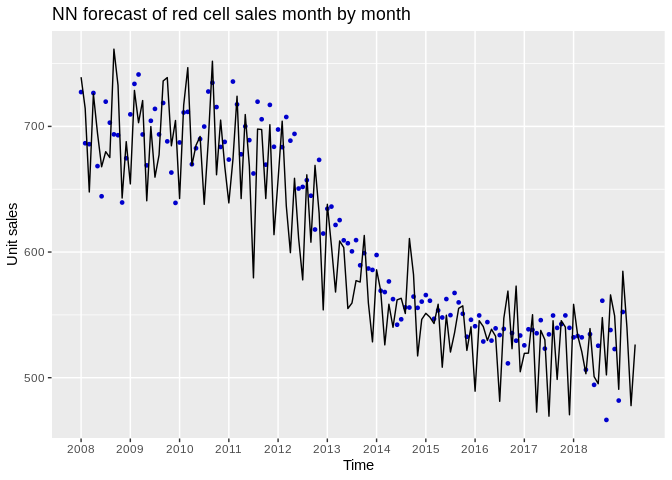 NN forecast of red cell sales month by month
700
600
500
Unit sales
2008 2009 2010 2011 2012 2013 2014 2015 2016 2017 2018
Time